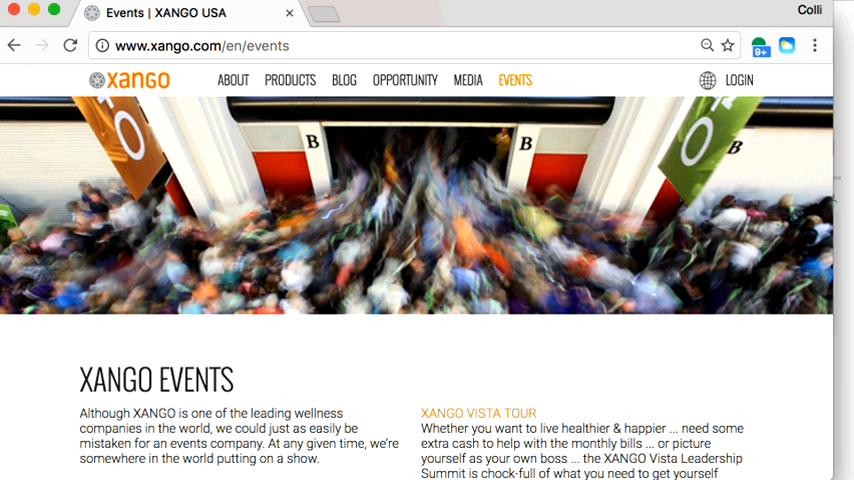 Events | XANGO USA
Colli
www.xango.com/en/events
9+
xango
ABOUT PRODUCTS BLOG OPPORTUNITY MEDIA EVENTS
LOGIN
B
B
B
XANGO EVENTS
Although XANGO is one of the leading wellness
companies in the world, we could just as easily be
mistaken for an events company. At any given time, we're
somewhere in the world putting on a show.
XANGO VISTA TOUR
Whether you want to live healthier & happier ... need some
extra cash to help with the monthly bills ... or picture
yourself as your own boss ... the XANGO Vista Leadership
Summit is chock-full of what you need to get yourself